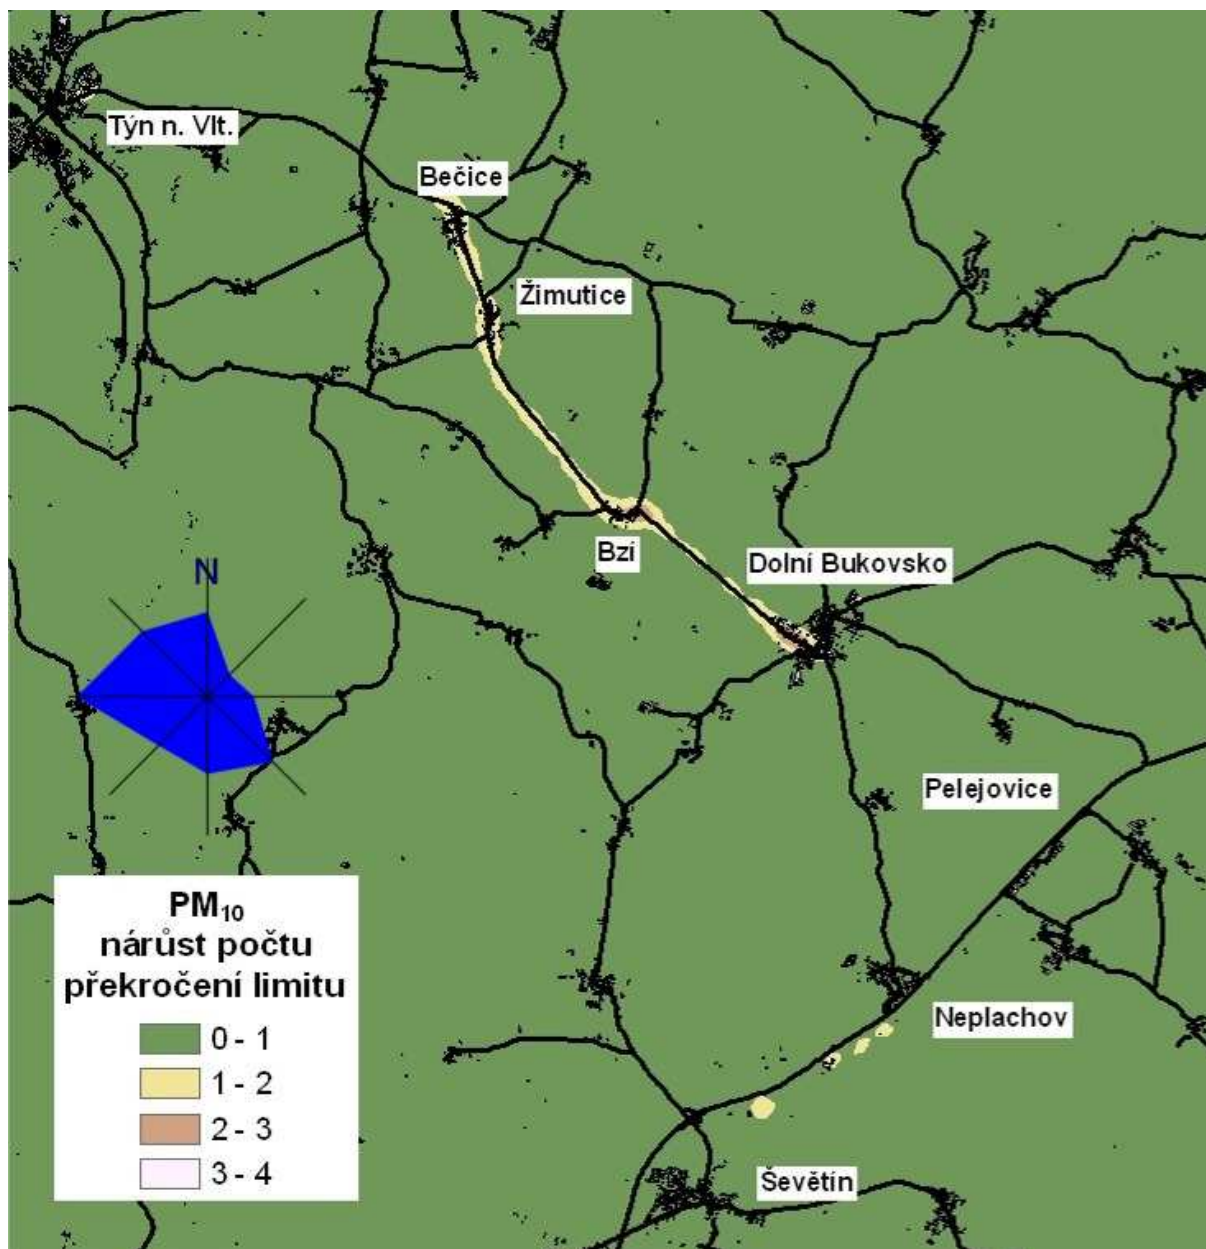 Týn n. Vlt.
Bečice
Žimutice
Bzí
Dolní Bukovsko
N
Pelejovice
PM₁₀
nárůst počtu
překročení limitu
0 - 1
1 - 2
2 - 3
3 - 4
Neplachov
Ševětín